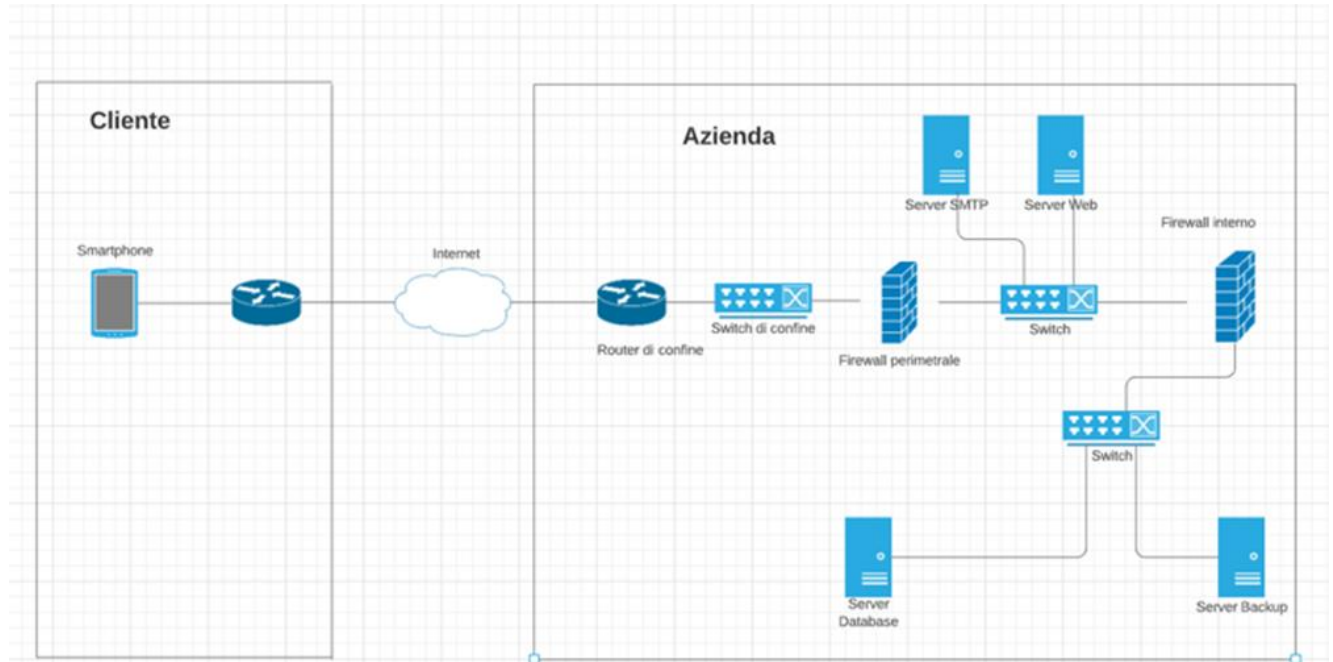 Cliente
Azienda
Server SMTP
Server Web
Firewall interno
Smartphone
Internet
Switch di confine
Switch
Router di confine
Firewall perimetrale
Switch
Server
Database
Server Backup